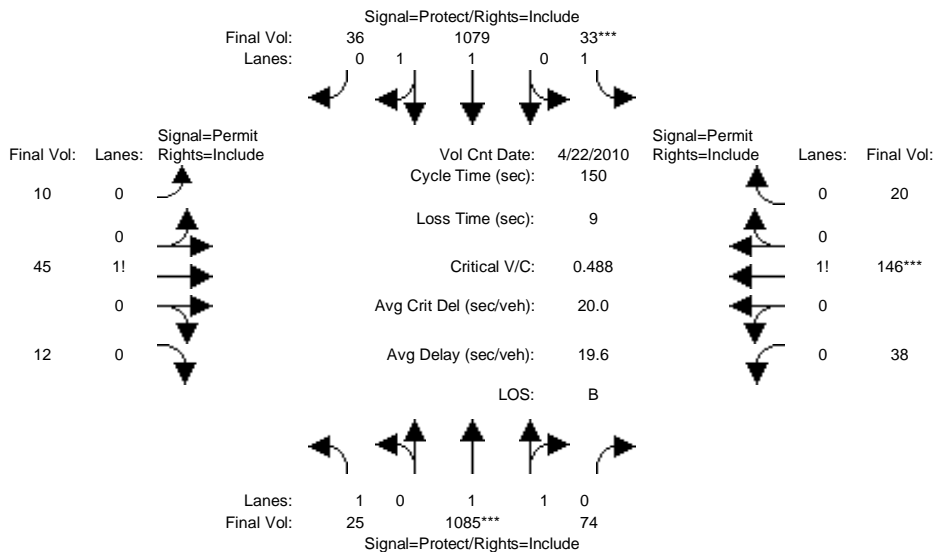 Signal=Protect/Rights=Include
Final Vol: 36 1079 33***
Lanes: 0 1 1 0 1
Signal=Permit Signal=Permit
Final Vol: Lanes: Rights=Include Vol Cnt Date: 4/22/2010 Rights=Include Lanes: Final Vol:
Cycle Time (sec): 150
10 0 0 20
Loss Time (sec): 9
0 0
45 1! Critical V/C: 0.488 1! 146***
0 Avg Crit Del (sec/veh): 20.0 0
12 0 Avg Delay (sec/veh): 19.6 0 38
LOS: B
Lanes: 1 0 1 1 0
Final Vol: 25 1085*** 74
Signal=Protect/Rights=Include